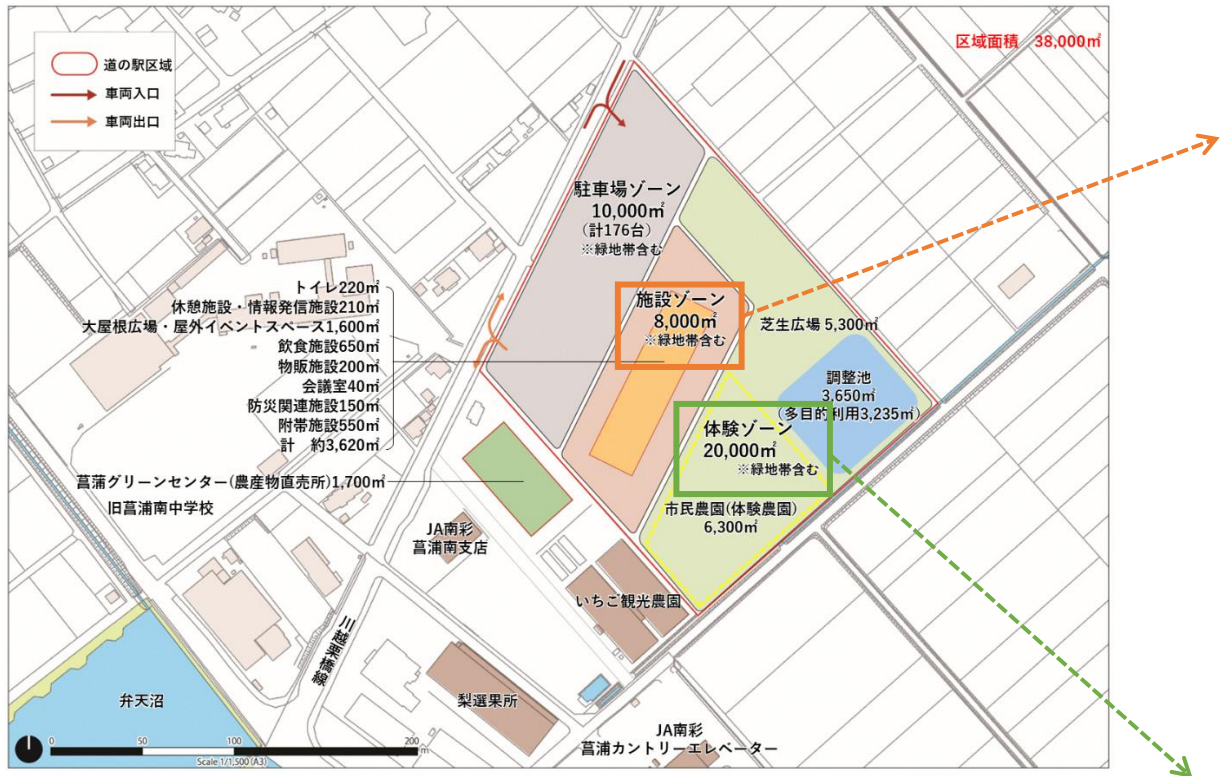 道の駅区域
車両入口
車両出口
区域面積 38,000㎡
駐車場ゾーン
10,000㎡
(計176台)
※緑地帯含む
施設ゾーン
8,000㎡
※緑地帯含む
芝生広場 5,300㎡
調整池
3,650㎡
(多目的利用3,235㎡)
体験ゾーン
20,000㎡
※緑地帯含む
市民農園(体験農園)
6,300㎡
トイレ220㎡
休憩施設・情報発信施設210㎡
大屋根広場・屋外イベントスペース1,600㎡
飲食施設650㎡
物販施設200㎡
会議室40㎡
防災関連施設150㎡
附帯施設550㎡
計 約3,620㎡
菖蒲グリーンセンター(農産物直売所)1,700㎡
旧菖浦南中学校
JA南彩
菖浦南支店
いちご観光農園
川越栗橋線
弁天沼
梨選果所
JA南彩
菖浦カントリーエレベーター
0 50 100 200
m
Scale 1/1,500 (A3)